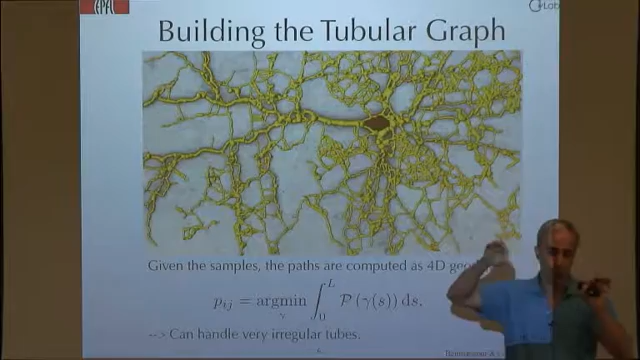 EPFL
Building the Tubular Graph
Given the samples, the paths are computed as 4D
p_{ij} = argmin_γ ∫_0^L P (γ(s)) ds.
--> Can handle very irregular tubes.